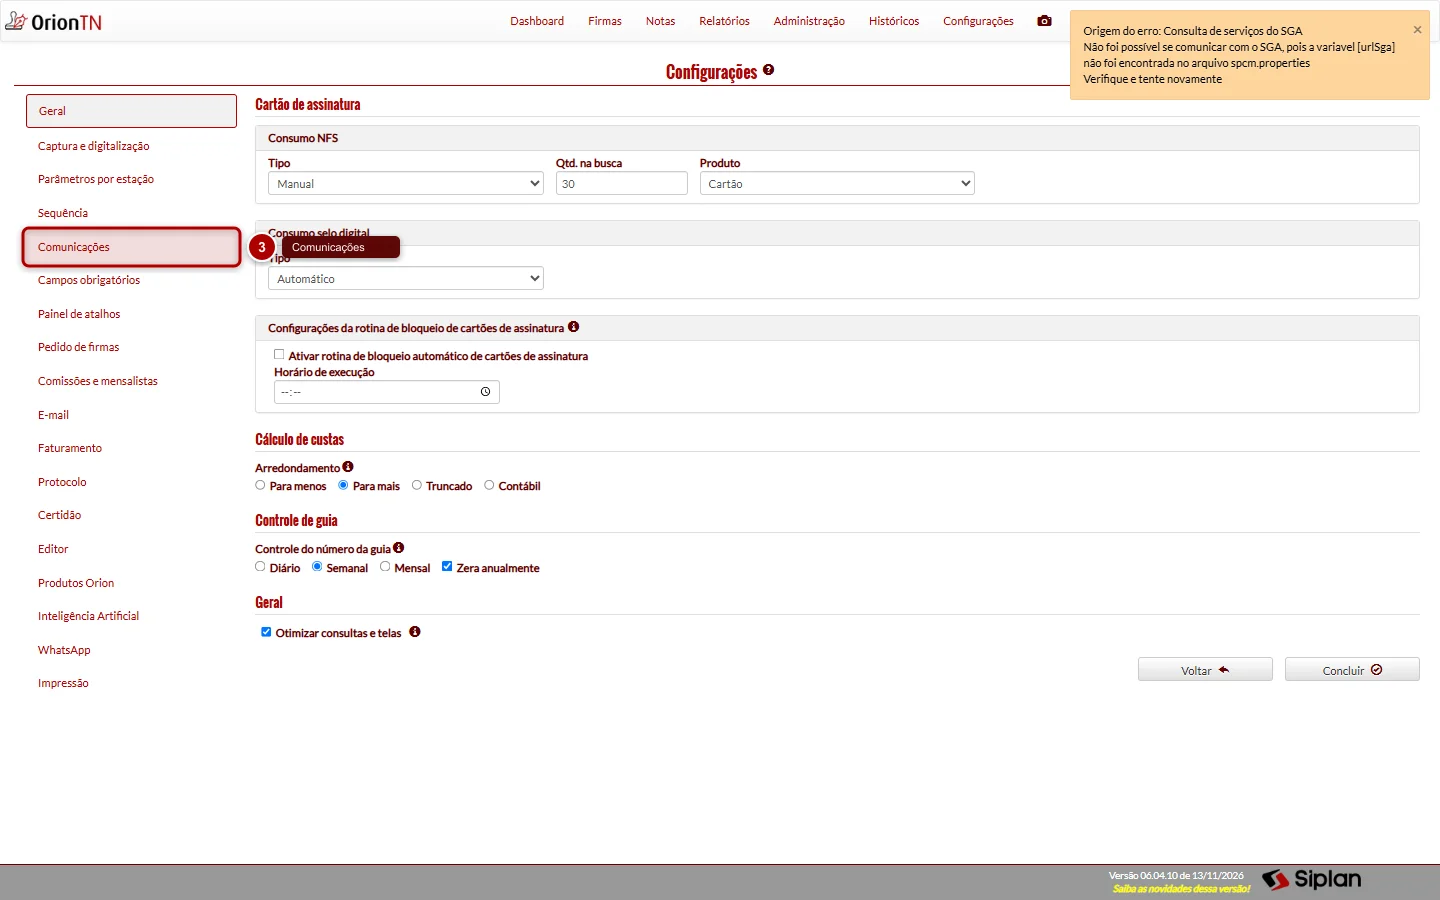 OrionTN
Dashboard
Firmas
Notas
Relatórios
Administração
Históricos
Configurações
Origem do erro: Consulta de serviços do SGA
Não foi possível se comunicar com o SGA, pois a variavel [urlSga]
não foi encontrada no arquivo spcm.properties
Verifique e tente novamente
×
Configurações
Geral
Captura e digitalização
Parâmetros por estação
Sequência
Comunicações
Campos obrigatórios
Painel de atalhos
Pedido de firmas
Comissões e mensalistas
E-mail
Faturamento
Protocolo
Certidão
Editor
Produtos Orion
Inteligência Artificial
WhatsApp
Impressão
3
Comunicações
Cartão de assinatura
Consumo NFS
Tipo
Qtd. na busca
Produto
Manual
30
Cartão
Consumo selo digital
Tipo
Automático
Configurações da rotina de bloqueio de cartões de assinatura
Ativar rotina de bloqueio automático de cartões de assinatura
Horário de execução
--:--
Cálculo de custas
Arredondamento
Para menos
Para mais
Truncado
Contábil
Controle de guia
Controle do número da guia
Diário
Semanal
Mensal
Zera anualmente
Geral
Otimizar consultas e telas
Voltar
Concluir
Versão 06.04.10 de 13/11/2026
Saiba as novidades dessa versão!
Siplan